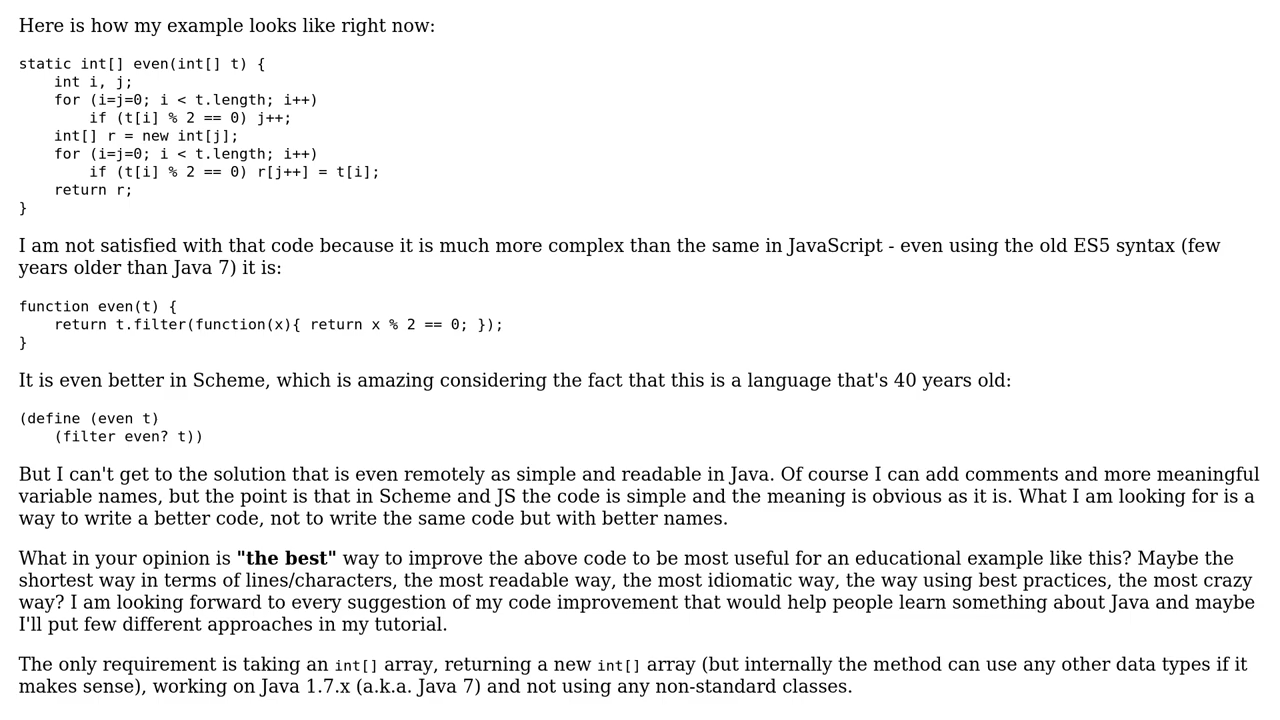 Here is how my example looks like right now:
static int[] even(int[] t) {
    int i, j;
    for (i=j=0; i < t.length; i++)
        if (t[i] % 2 == 0) j++;
    int[] r = new int[j];
    for (i=j=0; i < t.length; i++)
        if (t[i] % 2 == 0) r[j++] = t[i];
    return r;
}
I am not satisfied with that code because it is much more complex than the same in JavaScript - even using the old ES5 syntax (few
years older than Java 7) it is:
function even(t) {
    return t.filter(function(x){ return x % 2 == 0; });
}
It is even better in Scheme, which is amazing considering the fact that this is a language that's 40 years old:
(define (even t)
    (filter even? t))
But I can't get to the solution that is even remotely as simple and readable in Java. Of course I can add comments and more meaningful
variable names, but the point is that in Scheme and JS the code is simple and the meaning is obvious as it is. What I am looking for is a
way to write a better code, not to write the same code but with better names.
What in your opinion is "the best" way to improve the above code to be most useful for an educational example like this? Maybe the
shortest way in terms of lines/characters, the most readable way, the most idiomatic way, the way using best practices, the most crazy
way? I am looking forward to every suggestion of my code improvement that would help people learn something about Java and maybe
I'll put few different approaches in my tutorial.
The only requirement is taking an int[] array, returning a new int[] array (but internally the method can use any other data types if it
makes sense), working on Java 1.7.x (a.k.a. Java 7) and not using any non-standard classes.